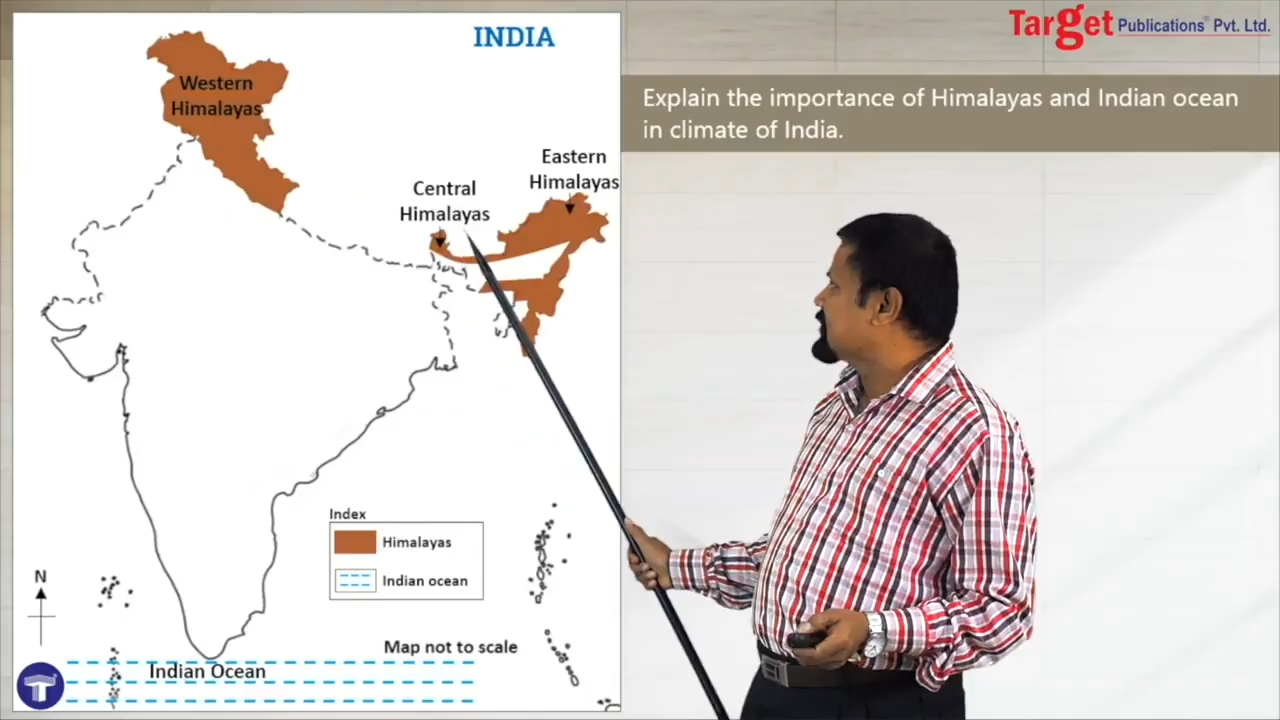 INDIA
Western
Himalayas
Central
Himalayas
Eastern
Himalayas
Index
Himalayas
Indian ocean
N
Map not to scale
Indian Ocean
Target Publications® Pvt. Ltd.
Explain the importance of Himalayas and Indian ocean
in climate of India.